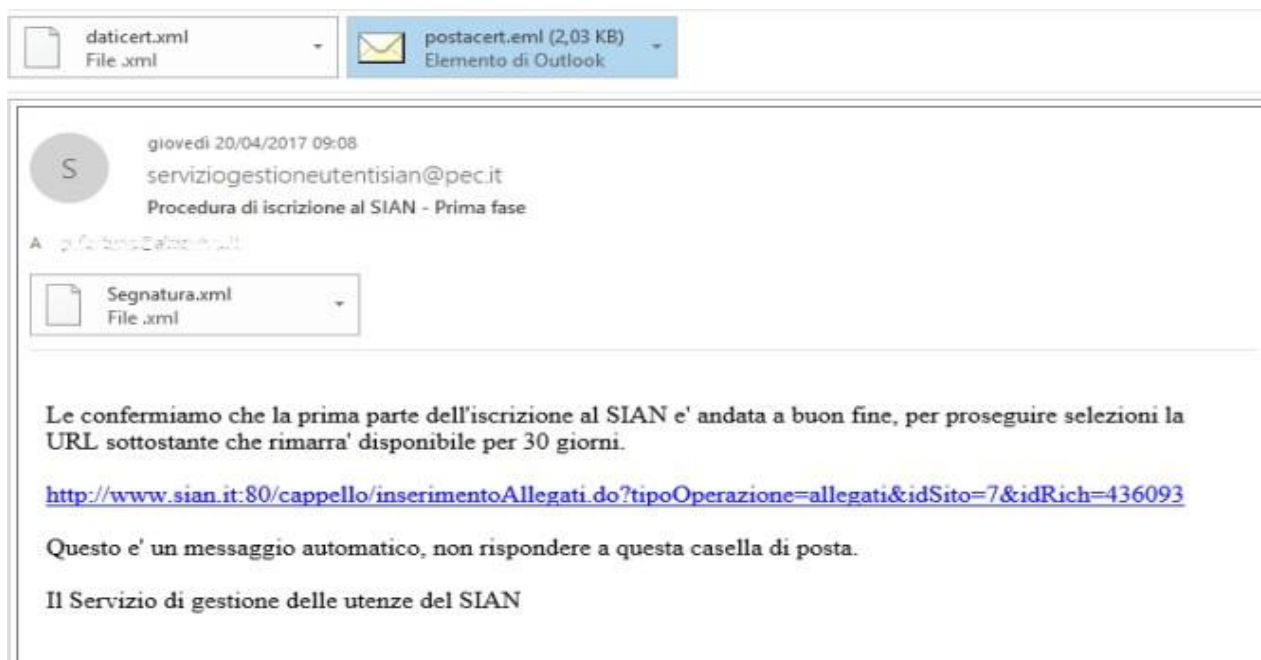 daticert.xml
File .xml
postacert.eml (2,03 KB)
Elemento di Outlook
S
giovedì 20/04/2017 09:08
serviziogestioneutentisian@pec.it
Procedura di iscrizione al SIAN - Prima fase
A
Segnatura.xml
File .xml
Le confermiamo che la prima parte dell'iscrizione al SIAN e' andata a buon fine, per proseguire selezioni la
URL sottostante che rimarra' disponibile per 30 giorni.
http://www.sian.it:80/cappello/inserimentoAllegati.do?tipoOperazione=allegati&idSito=7&idRich=436093
Questo e' un messaggio automatico, non rispondere a questa casella di posta.
Il Servizio di gestione delle utenze del SIAN